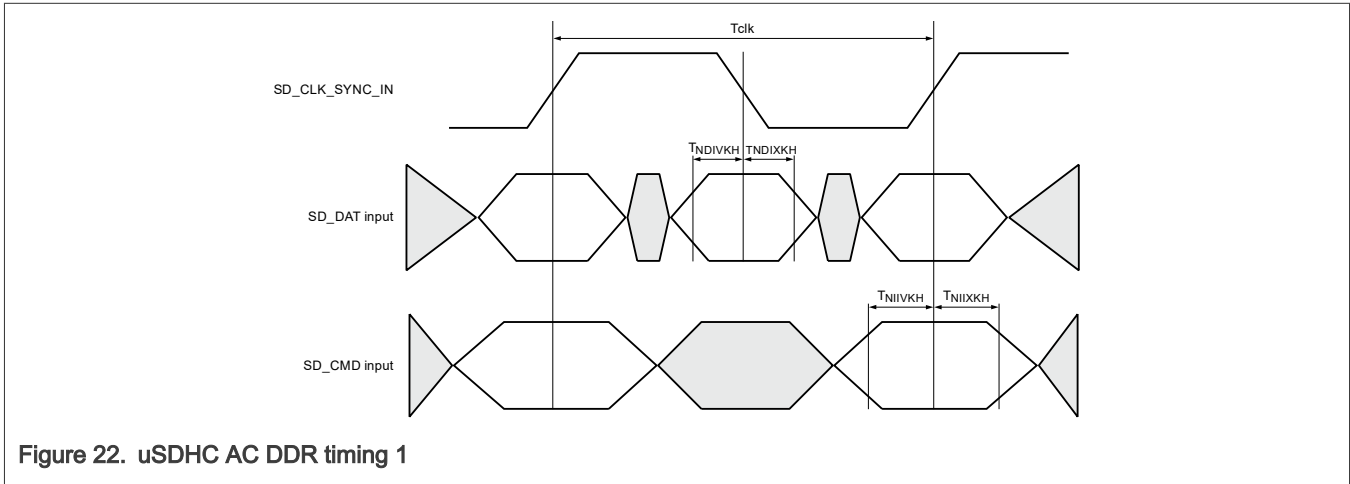 Tclk
SD_CLK_SYNC_IN
TNDIVKH TNDIXKH
SD_DAT input
TNIIVKH TNIIXKH
SD_CMD input
Figure 22. uSDHC AC DDR timing 1